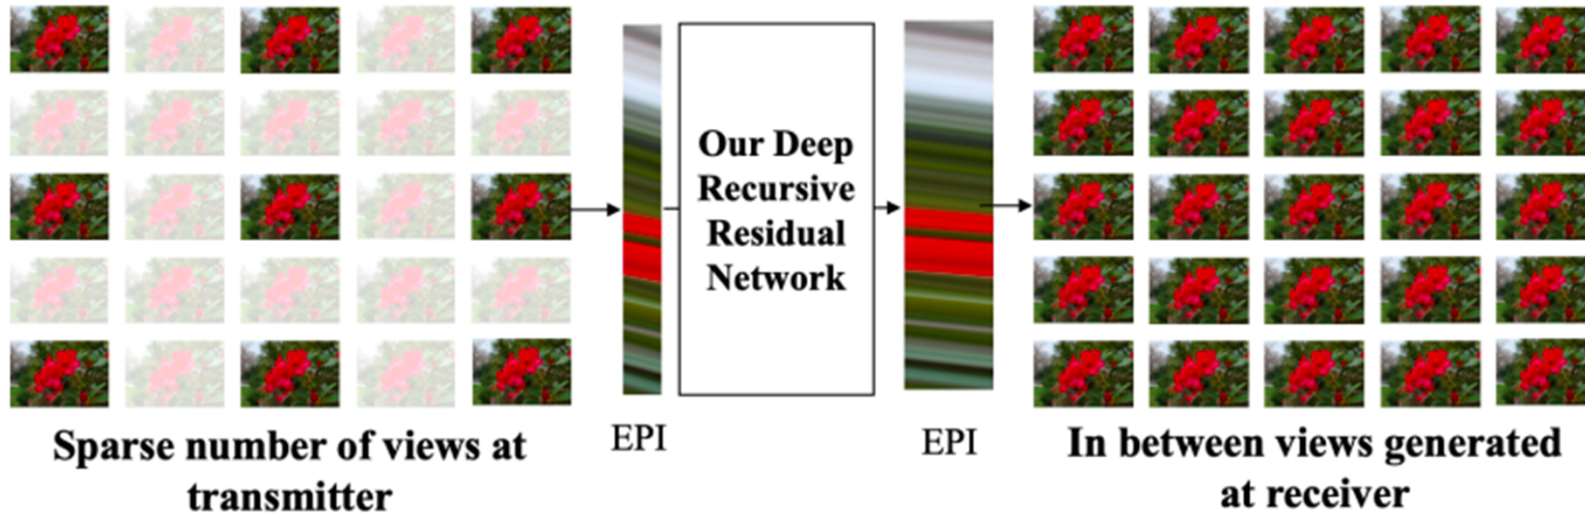 Our Deep
Recursive
Residual
Network
EPI
EPI
Sparse number of views at
transmitter
In between views generated
at receiver